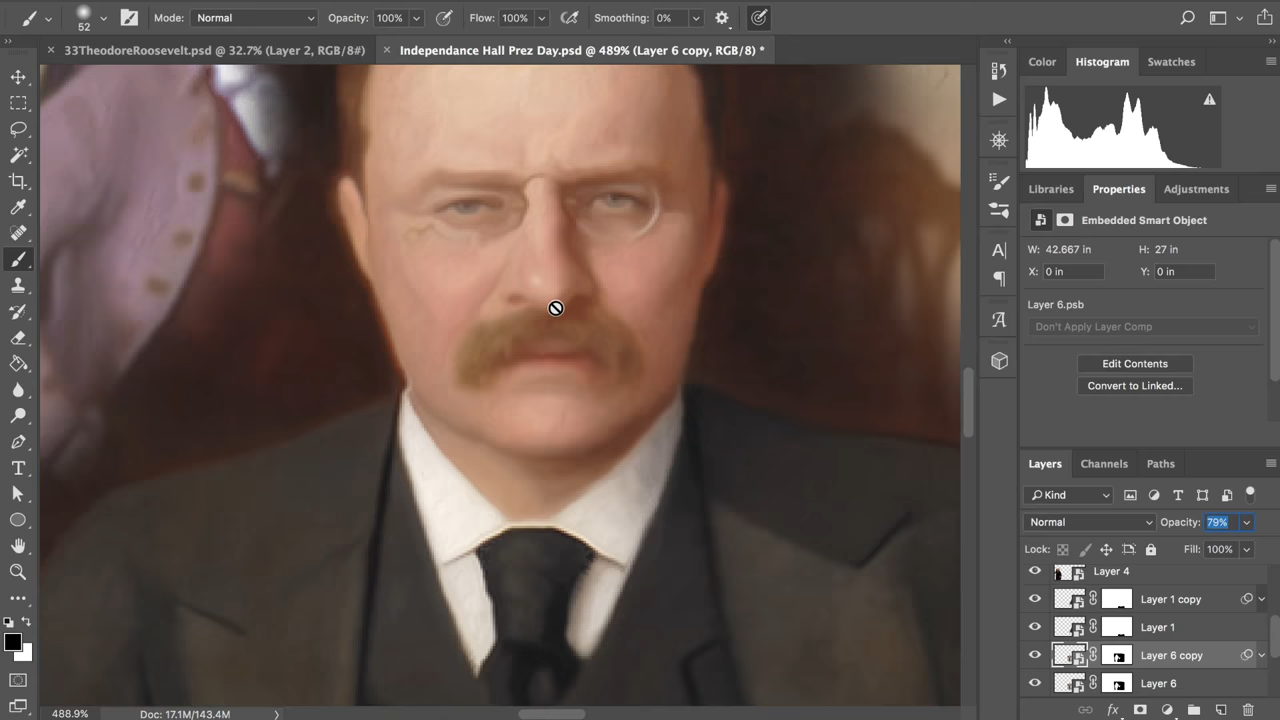 52 Mode: Normal Opacity: 100% Flow: 100% Smoothing: 0%
33TheodoreRoosevelt.psd @ 32.7% (Layer 2, RGB/8#)
Independance Hall Prez Day.psd @ 489% (Layer 6 copy, RGB/8) *
Color Histogram Swatches
Libraries Properties Adjustments
Embedded Smart Object
W: 42.667 in H: 27 in
X: 0 in Y: 0 in
Layer 6.psb
Don't Apply Layer Comp
Edit Contents
Convert to Linked...
Layers Channels Paths
Kind
Normal Opacity: 79%
Lock: Fill: 100%
Layer 4
Layer 1 copy
Layer 1
Layer 6 copy
Layer 6
fx
488.9% Doc: 17.1M/143.4M